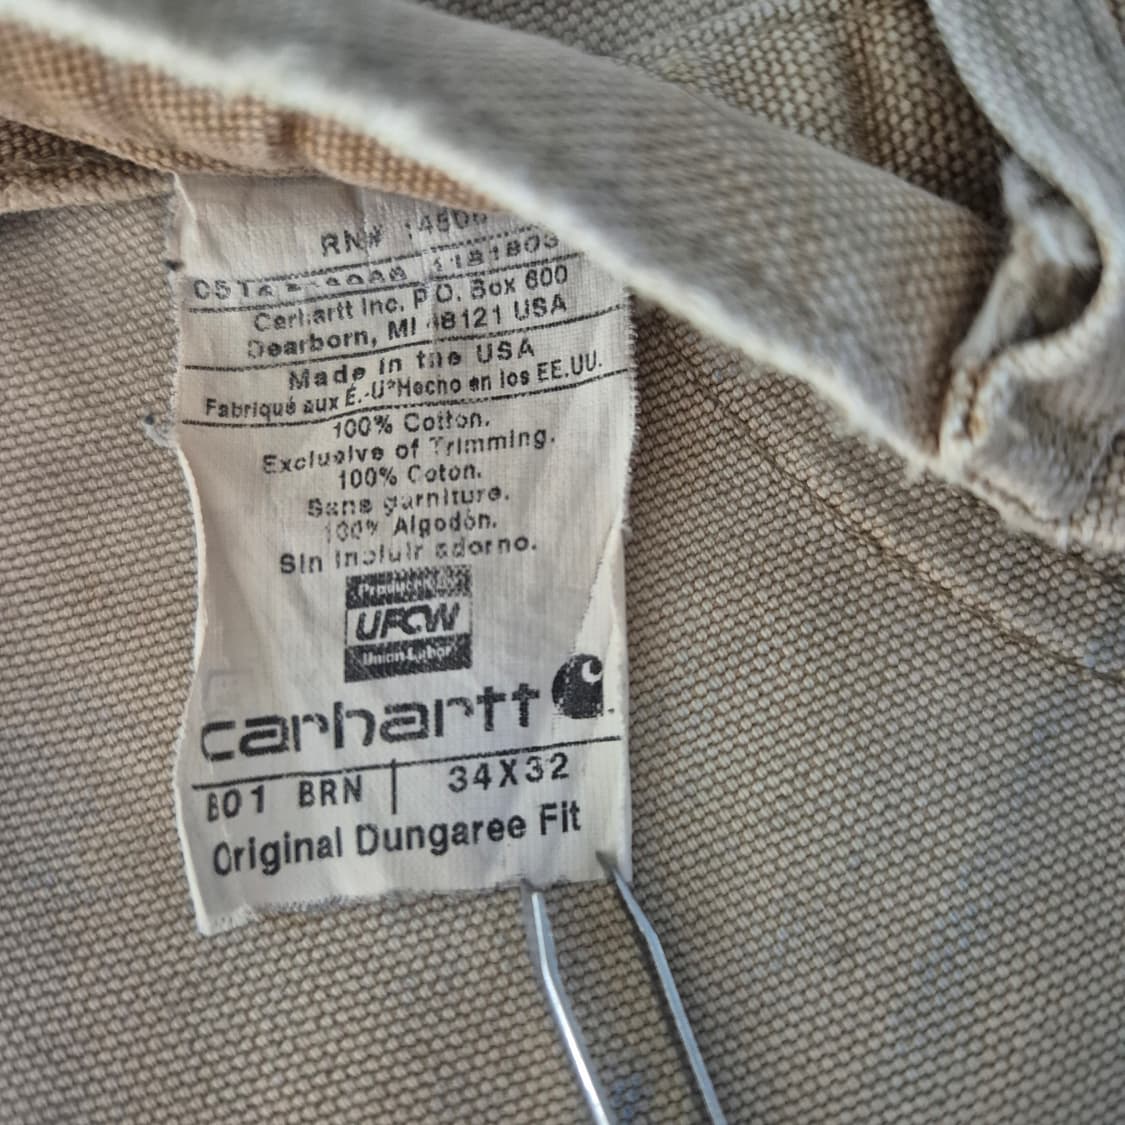 RN#
Carhartt Inc. P.O. Box 600
Dearborn, MI 48121 USA
Made in the USA
Fabriqué aux É.-U*Hecho en los EE.UU.
100% Cotton.
Exclusive of Trimming.
100% Coton.
Sans garniture.
100% Algodón.
Sin incluir adorno.
UFCW
Union-Labor
carhartt
B01 BRN | 34X32
Original Dungaree Fit